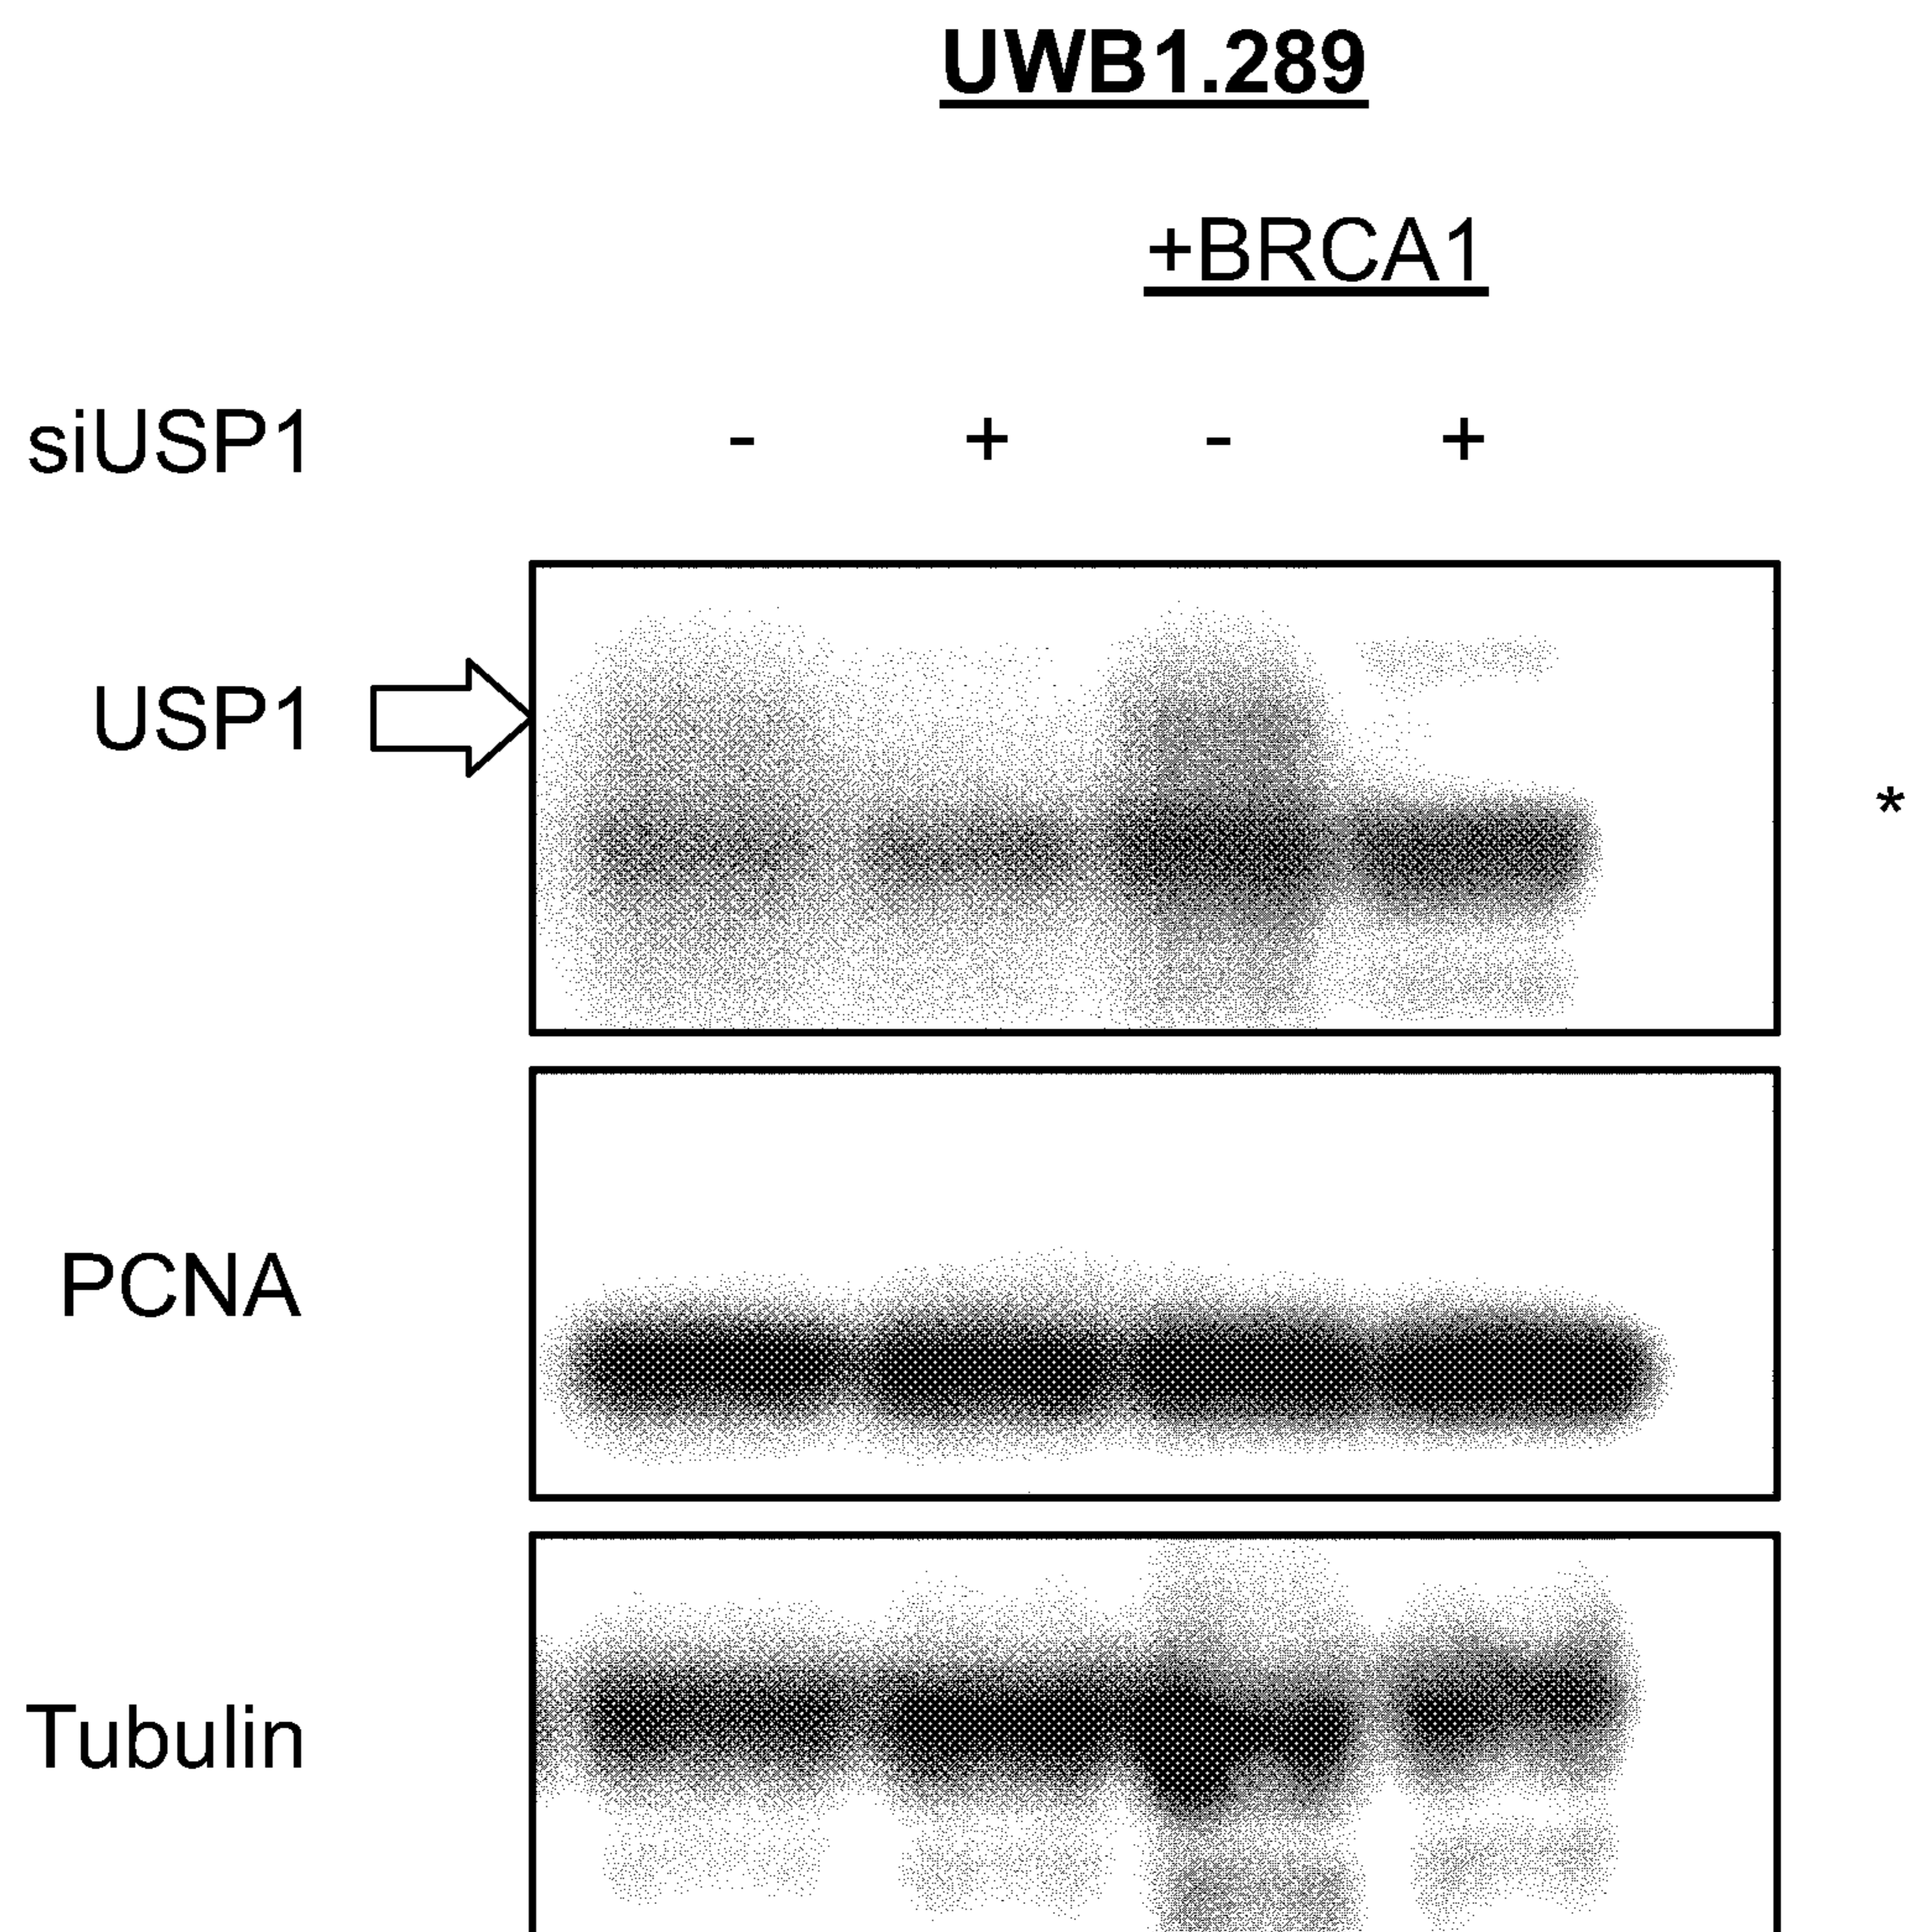 UWB1.289
+BRCA1
siUSP1 - + - +
USP1
*
PCNA
Tubulin